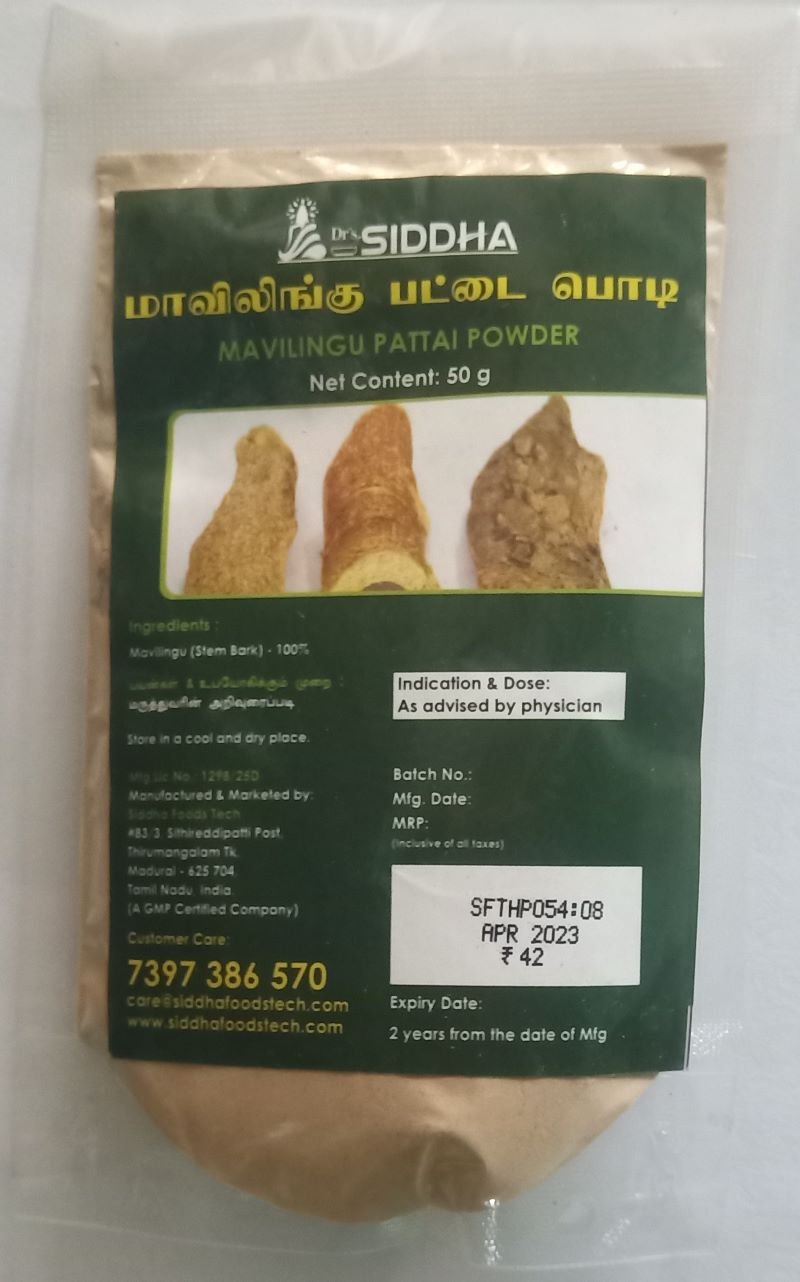 Dr's SIDDHA
மாவிலிங்கு பட்டை பொடி
MAVILINGU PATTAI POWDER
Net Content: 50 g
Ingredients :
Mavilingu (Stem Bark) - 100%
பயன்கள் & உபயோகிக்கும் முறை :
மருத்துவரின் அறிவுரைப்படி
Store in a cool and dry place.
Indication & Dose:
As advised by physician
Mfg Lic No.: 1298/25D
Manufactured & Marketed by:
Siddha Foods Tech
#83/3, Sithireddipatti Post,
Thirumangalam Tk,
Madurai - 625 704
Tamil Nadu, India.
(A GMP Certified Company)
Customer Care:
7397 386 570
care@siddhafoodstech.com
www.siddhafoodstech.com
Batch No.:
Mfg. Date:
MRP:
(Inclusive of all taxes)
SFTHP054:08
APR 2023
₹ 42
Expiry Date:
2 years from the date of Mfg